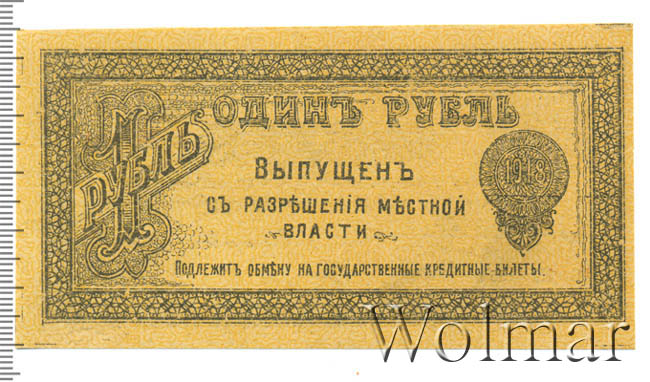 ОДИНЪ РУБЛЬ
1 РУБЛЬ
ВЫПУЩЕНЪ
СЪ РАЗРѢШЕНІЯ МѢСТНОЙ
ВЛАСТИ
1918
ПОДЛЕЖИТЪ ОБМѢНУ НА ГОСУДАРСТВЕННЫЕ КРЕДИТНЫЕ БИЛЕТЫ.
Wolmar